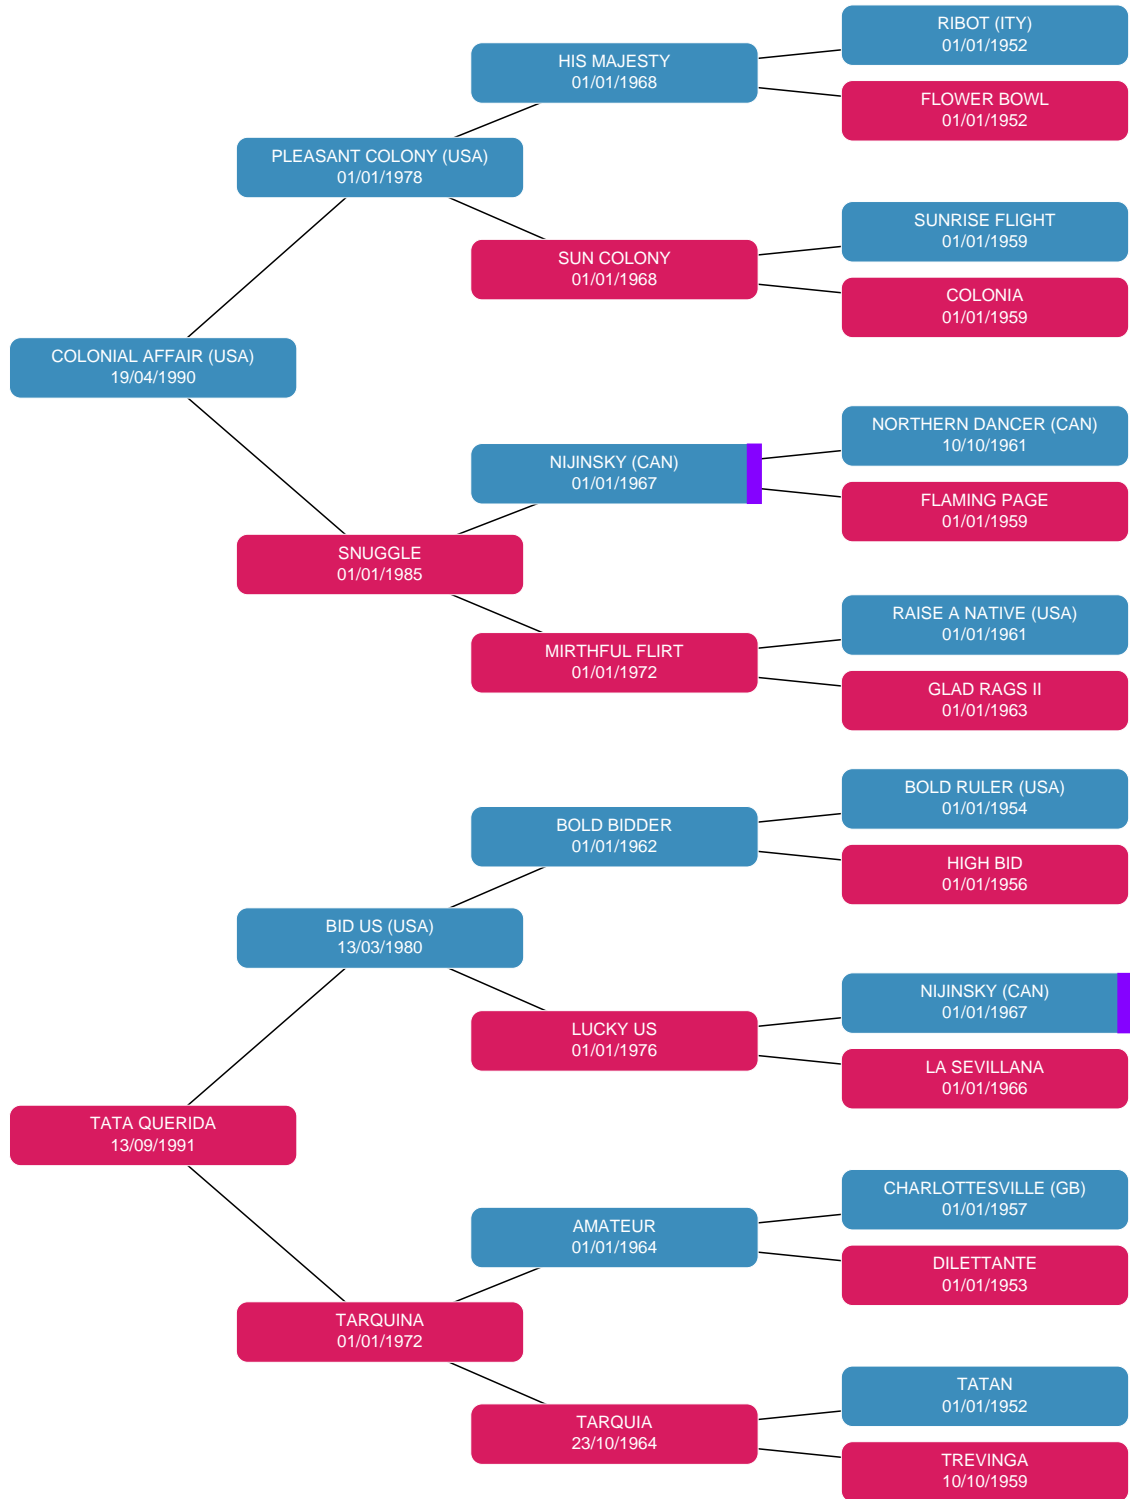 RIBOT (ITY)
01/01/1952
HIS MAJESTY
01/01/1968
FLOWER BOWL
01/01/1952
PLEASANT COLONY (USA)
01/01/1978
SUNRISE FLIGHT
01/01/1959
SUN COLONY
01/01/1968
COLONIA
01/01/1959
COLONIAL AFFAIR (USA)
19/04/1990
NORTHERN DANCER (CAN)
10/10/1961
NIJINSKY (CAN)
01/01/1967
FLAMING PAGE
01/01/1959
SNUGGLE
01/01/1985
RAISE A NATIVE (USA)
01/01/1961
MIRTHFUL FLIRT
01/01/1972
GLAD RAGS II
01/01/1963
BOLD RULER (USA)
01/01/1954
BOLD BIDDER
01/01/1962
HIGH BID
01/01/1956
BID US (USA)
13/03/1980
NIJINSKY (CAN)
01/01/1967
LUCKY US
01/01/1976
LA SEVILLANA
01/01/1966
TATA QUERIDA
13/09/1991
CHARLOTTESVILLE (GB)
01/01/1957
AMATEUR
01/01/1964
DILETTANTE
01/01/1953
TARQUINA
01/01/1972
TATAN
01/01/1952
TARQUIA
23/10/1964
TREVINGA
10/10/1959